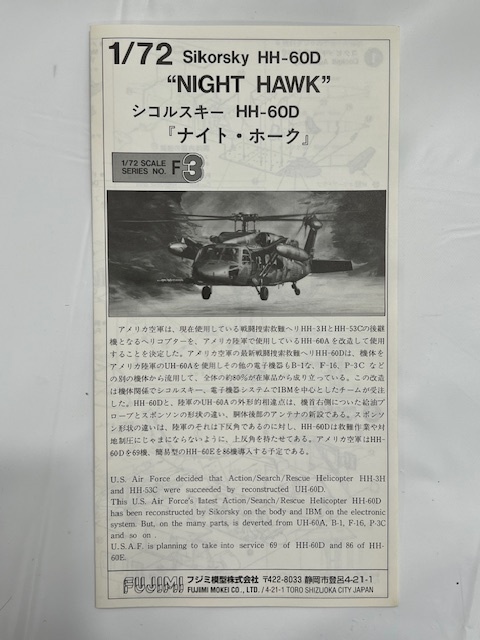 1/72 Sikorsky HH-60D
“NIGHT HAWK”
シコルスキー HH-60D
『ナイト・ホーク』
1/72 SCALE
SERIES NO. F3
アメリカ空軍は、現在使用している戦闘捜索救難ヘリHH-3HとHH-53Cの後継
機となるヘリコプターを、アメリカ陸軍で使用しているHH-60Aを改造して使用
することを決定した。アメリカ空軍の最新戦闘捜索救難ヘリHH-60Dは、機体を
アメリカ陸軍のUH-60Aを使用しその他の電子機器もB-1な、F-16、P-3Cな
どの別の機体から流用して、全体の約80%が在庫品から成り立っている。この改造
は機体関係でシコルスキー、電子機器システムでIBMを中心としたチームが受注
した。HH-60Dと、陸軍のUH-60Aの外形的相違点は、機首右側についた給油プ
ローブとスポンソンの形状の違い、胴体後部のアンテナの新設である。スポンソ
ン形状の違いは、陸軍のそれは下反角であるのに対し、HH-60Dは救難作業や対
地制圧にじゃまにならないように、上反角を持たせてある。アメリカ空軍はHH-
60Dを69機、簡易型のHH-60Eを86機導入する予定である。
U.S. Air Force decided that Action/Search/Rescue Helicopter HH-3H
and HH-53C were succeeded by reconstructed UH-60D.
This U.S. Air Force's latest Action/Seanch/Rescue Helicopter HH-60D
has been reconstructed by Sikorsky on the body and IBM on the electronic
system. But, on the many parts, is deverted from UH-60A, B-1, F-16, P-3C
and so on .
U.S.A.F. is planning to take into service 69 of HH-60D and 86 of HH-
60E.
FUJIMI フジミ模型株式会社 〒422-8033 静岡市登呂4-21-1
FUJIMI MOKEI CO., LTD. / 4-21-1 TORO SHIZUOKA CITY JAPAN